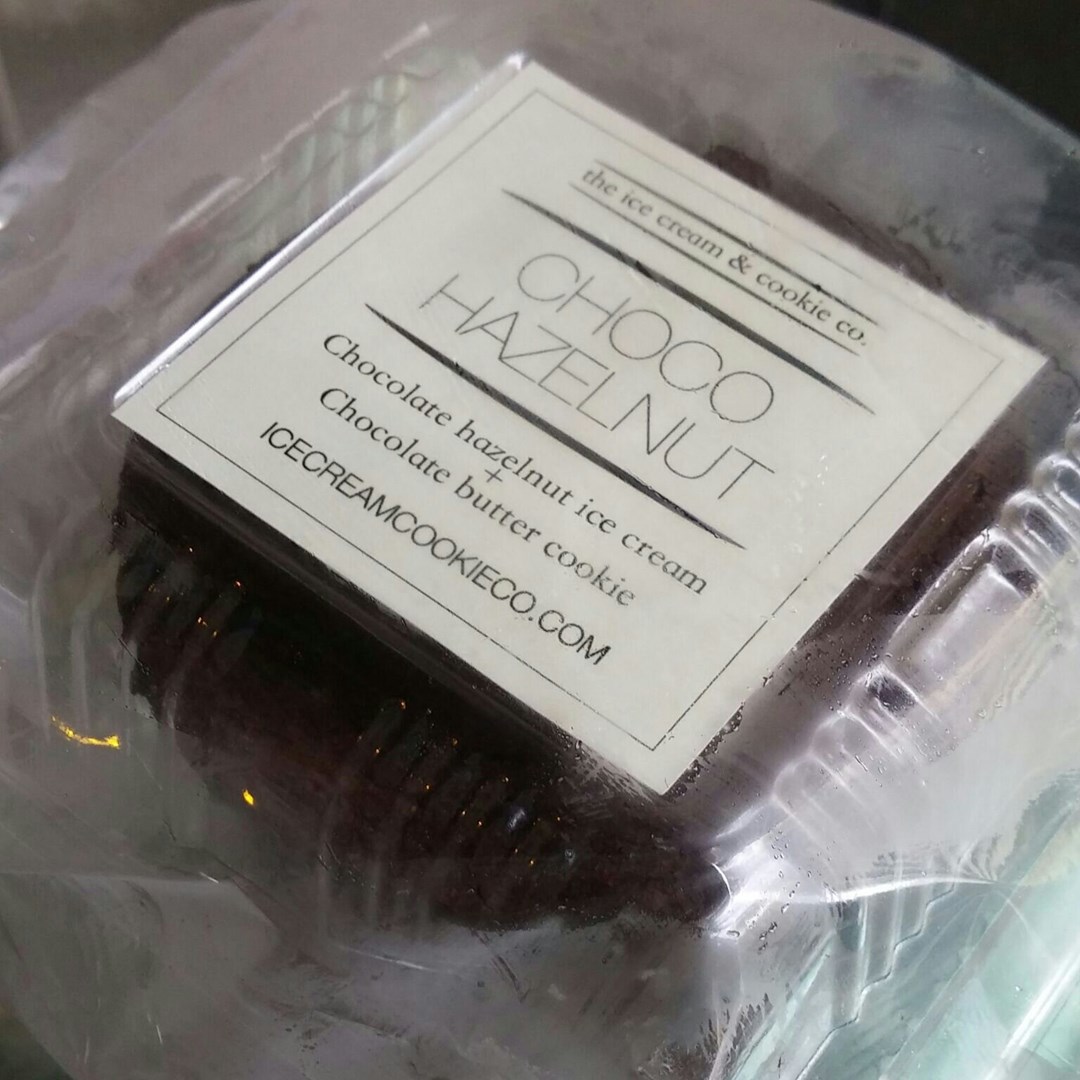 the ice cream & cookie co.
CHOCO
HAZELNUT
Chocolate hazelnut ice cream
+
Chocolate butter cookie
ICECREAMCOOKIECO.COM